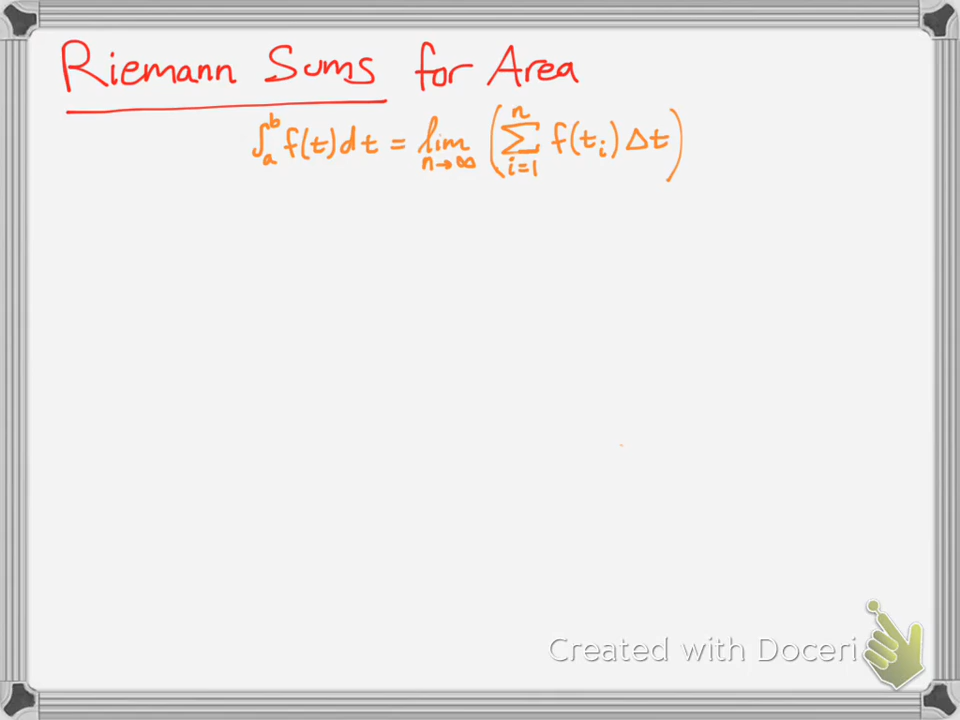 Riemann Sums for Area
∫_a^b f(t)dt = lim_{n→∞} (∑_{i=1}^n f(t_i)Δt)
Created with Doceri